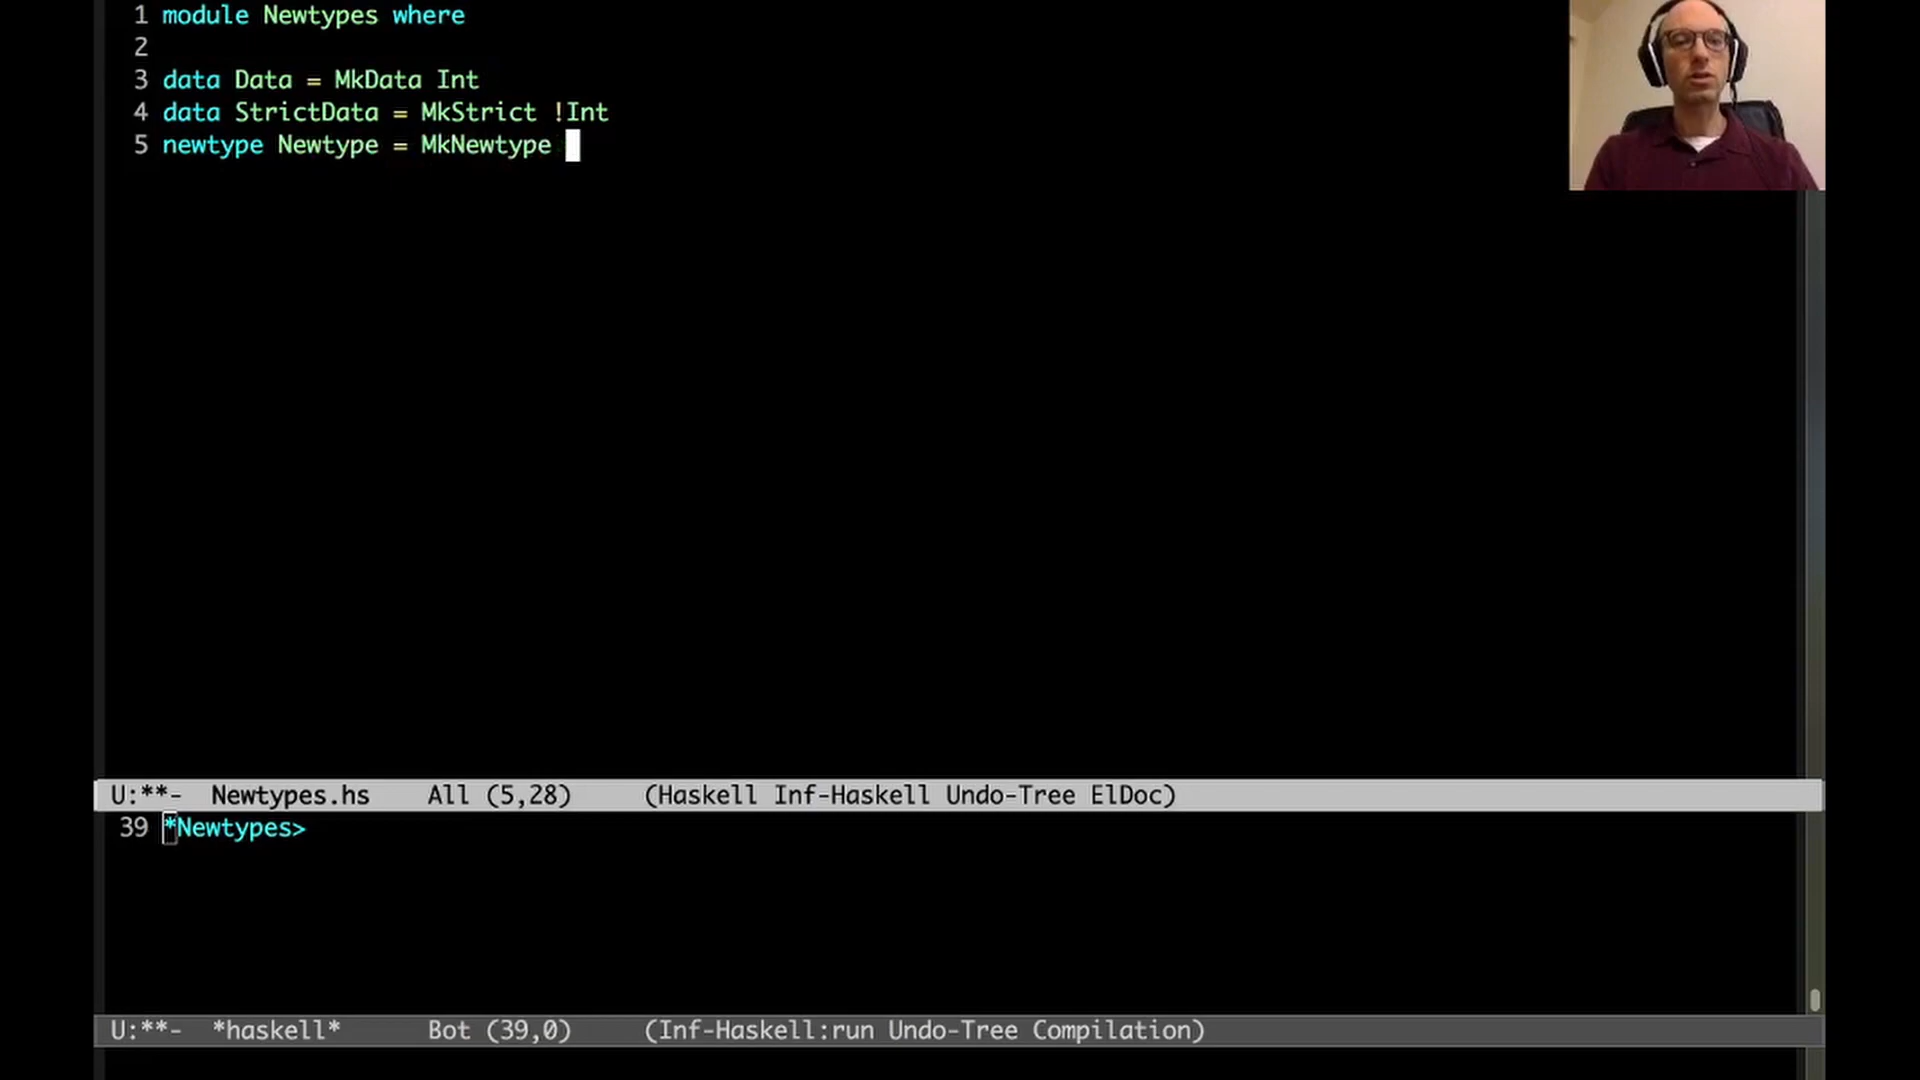 1 module Newtypes where
2
3 data Data = MkData Int
4 data StrictData = MkStrict !Int
5 newtype Newtype = MkNewtype
U:**- Newtypes.hs All (5,28) (Haskell Inf-Haskell Undo-Tree ElDoc)
39 *Newtypes>
U:**- *haskell* Bot (39,0) (Inf-Haskell:run Undo-Tree Compilation)